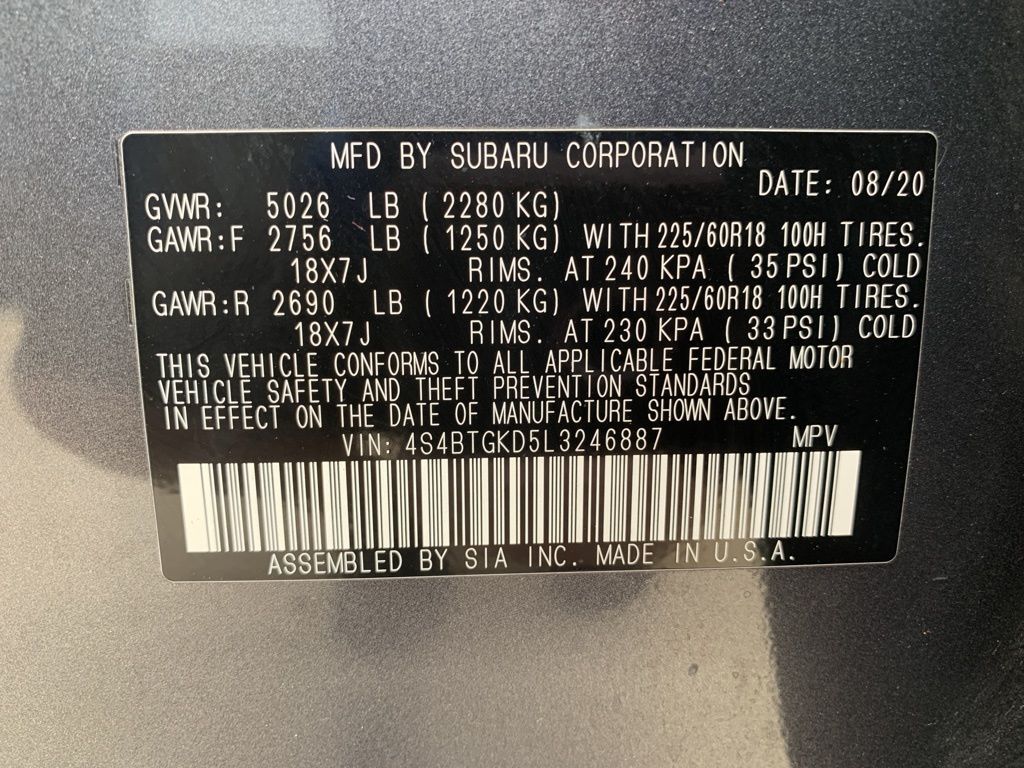 MFD BY SUBARU CORPORATION
DATE: 08/20
GVWR: 5026 LB ( 2280 KG)
GAWR:F 2756 LB ( 1250 KG) WITH 225/60R18 100H TIRES.
18X7J RIMS. AT 240 KPA ( 35 PSI) COLD
GAWR:R 2690 LB ( 1220 KG) WITH 225/60R18 100H TIRES.
18X7J RIMS. AT 230 KPA ( 33 PSI) COLD
THIS VEHICLE CONFORMS TO ALL APPLICABLE FEDERAL MOTOR
VEHICLE SAFETY AND THEFT PREVENTION STANDARDS
IN EFFECT ON THE DATE OF MANUFACTURE SHOWN ABOVE.
VIN: 4S4BTGKD5L3246887 MPV
ASSEMBLED BY SIA INC. MADE IN U.S.A.